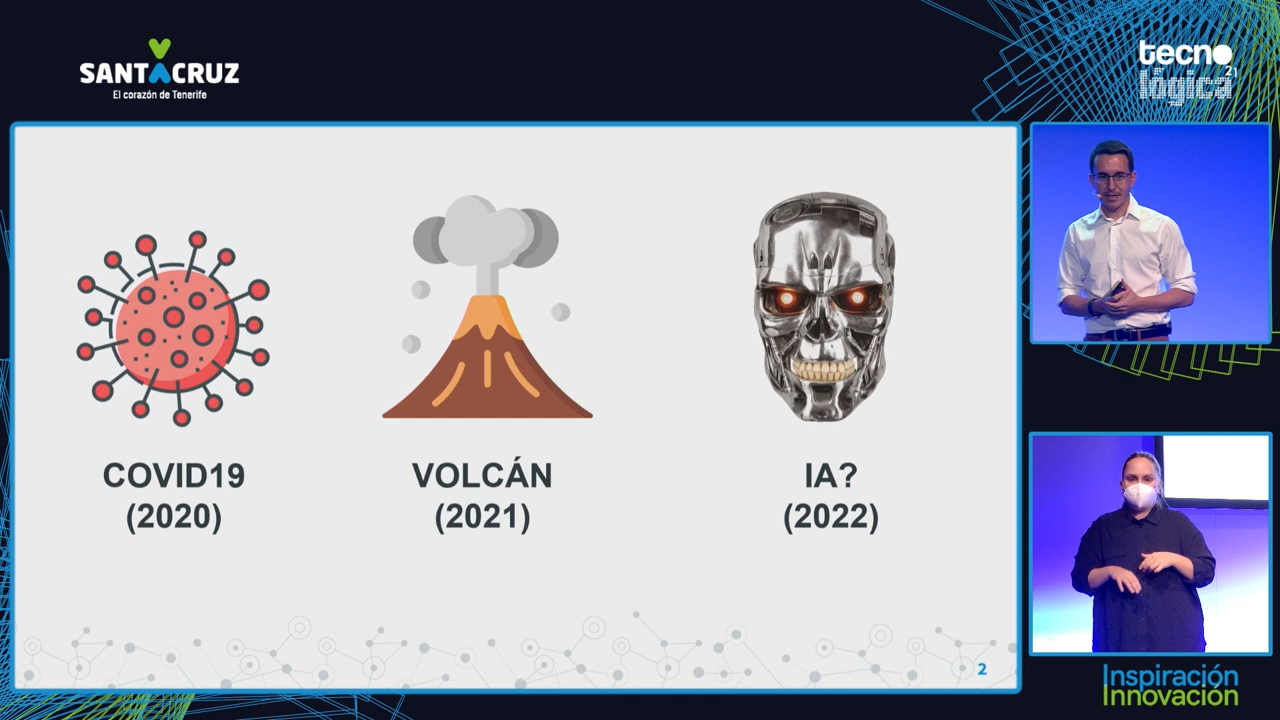 SANTACRUZ
El corazón de Tenerife
tecno
lógica
21
COVID19
(2020)
VOLCÁN
(2021)
IA?
(2022)
2
Inspiración
Innovación